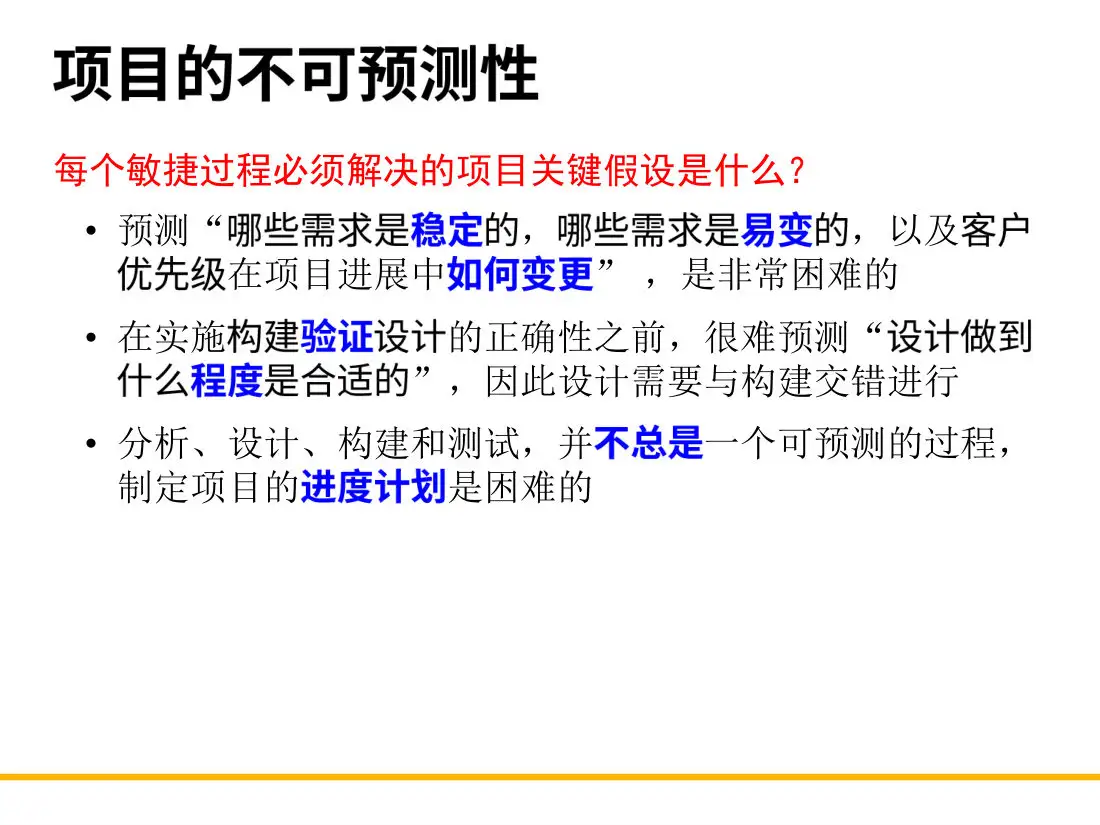 项目的不可预测性
每个敏捷过程必须解决的项目关键假设是什么？
• 预测“哪些需求是稳定的，哪些需求是易变的，以及客户
优先级在项目进展中如何变更”，是非常困难的
• 在实施构建验证设计的正确性之前，很难预测“设计做到
什么程度是合适的”，因此设计需要与构建交错进行
• 分析、设计、构建和测试，并不总是一个可预测的过程，
制定项目的进度计划是困难的